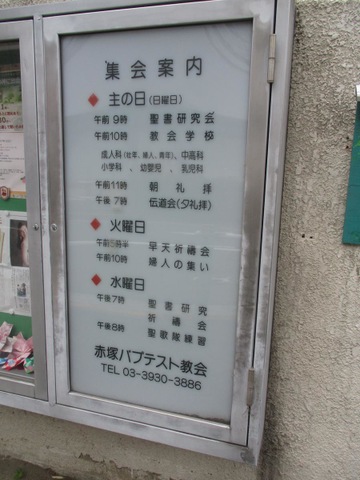 集会案内
◆ 主の日(日曜日)
午前9時 聖書研究会
午前10時 教会学校
成人科(壮年、婦人、青年)、中高科
小学科、幼嬰児、乳児科
午前11時 朝礼拝
午後7時 伝道会(夕礼拝)
◆ 火曜日
午前5時半 早天祈祷会
午前10時 婦人の集い
◆ 水曜日
午後7時 聖書研究
祈祷会
午後8時 聖歌隊練習
赤塚バプテスト教会
TEL 03-3930-3886